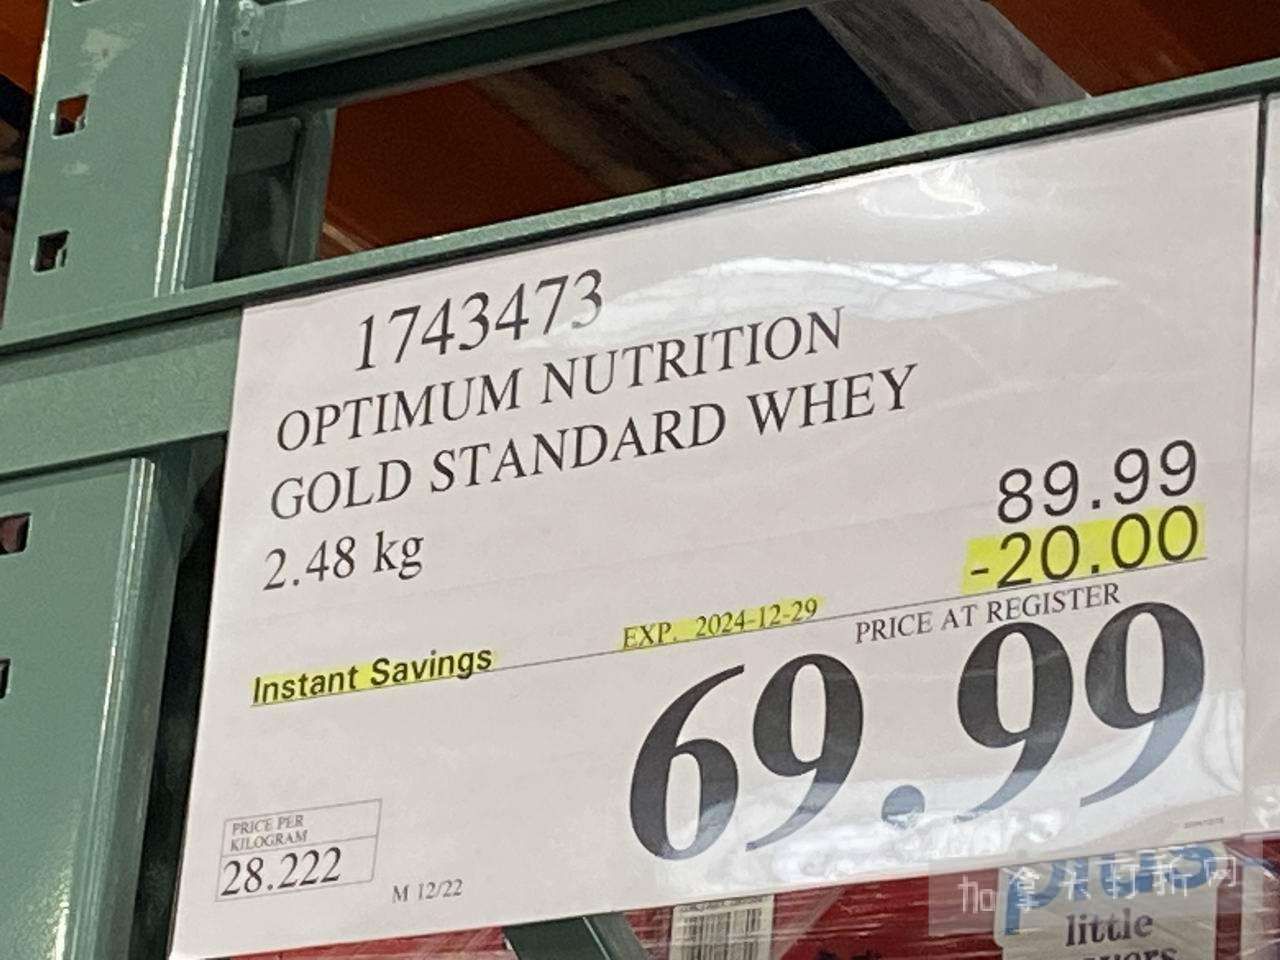 1743473
OPTIMUM NUTRITION
GOLD STANDARD WHEY
2.48 kg
89.99
-20.00
EXP. 2024-12-29
PRICE AT REGISTER
Instant Savings
69.99
PRICE PER
KILOGRAM
28.222
M 12/22
plus
little
加拿大打折网